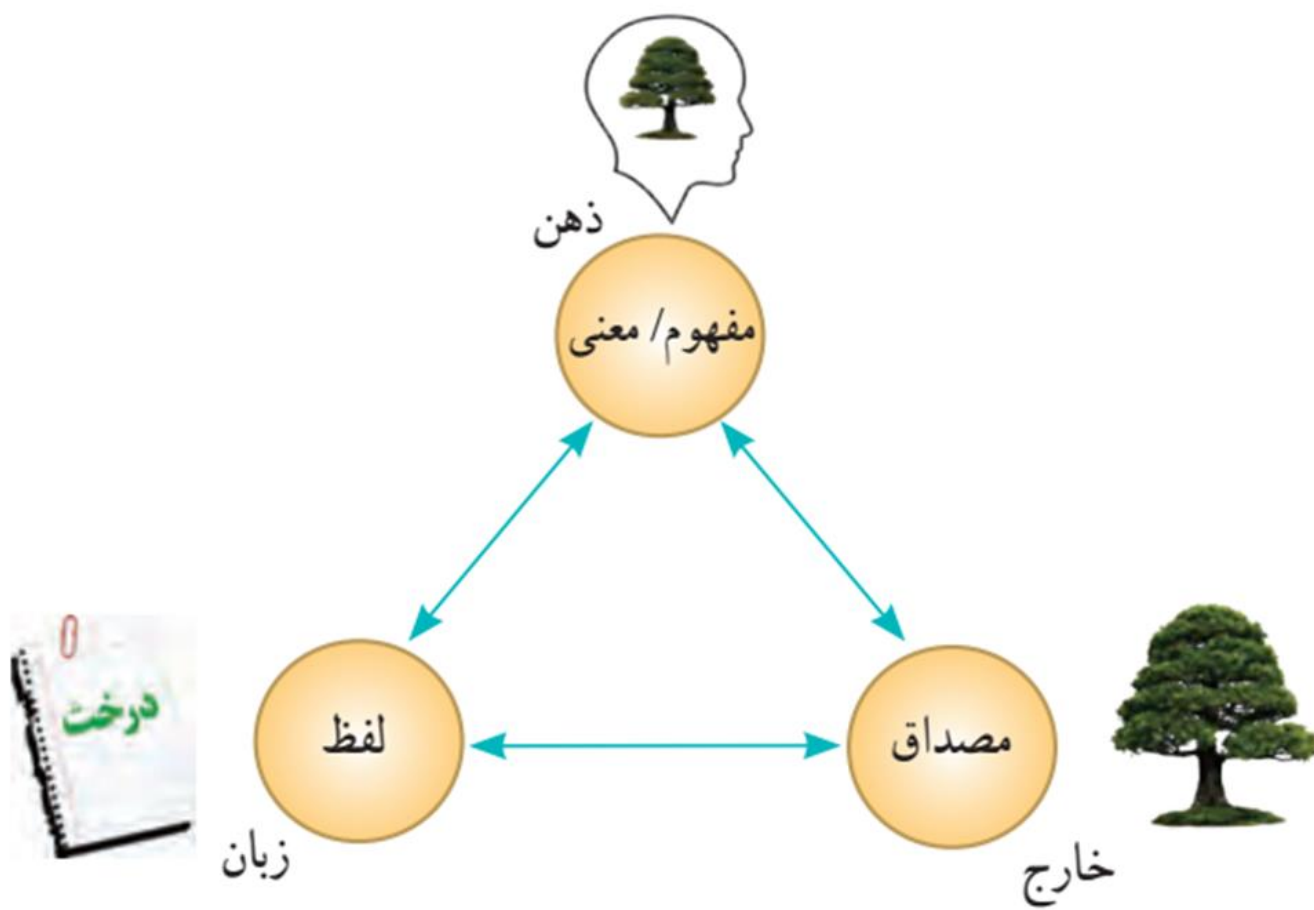 ذهن
مفهوم/ معنی
درخت
لفظ
مصداق
زبان
خارج